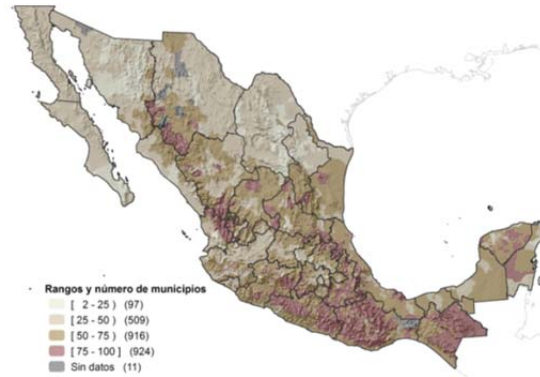 Rangos y número de municipios
[ 2 - 25 ) (97)
[ 25 - 50 ) (509)
[ 50 - 75 ) (916)
[ 75 - 100 ] (924)
Sin datos (11)